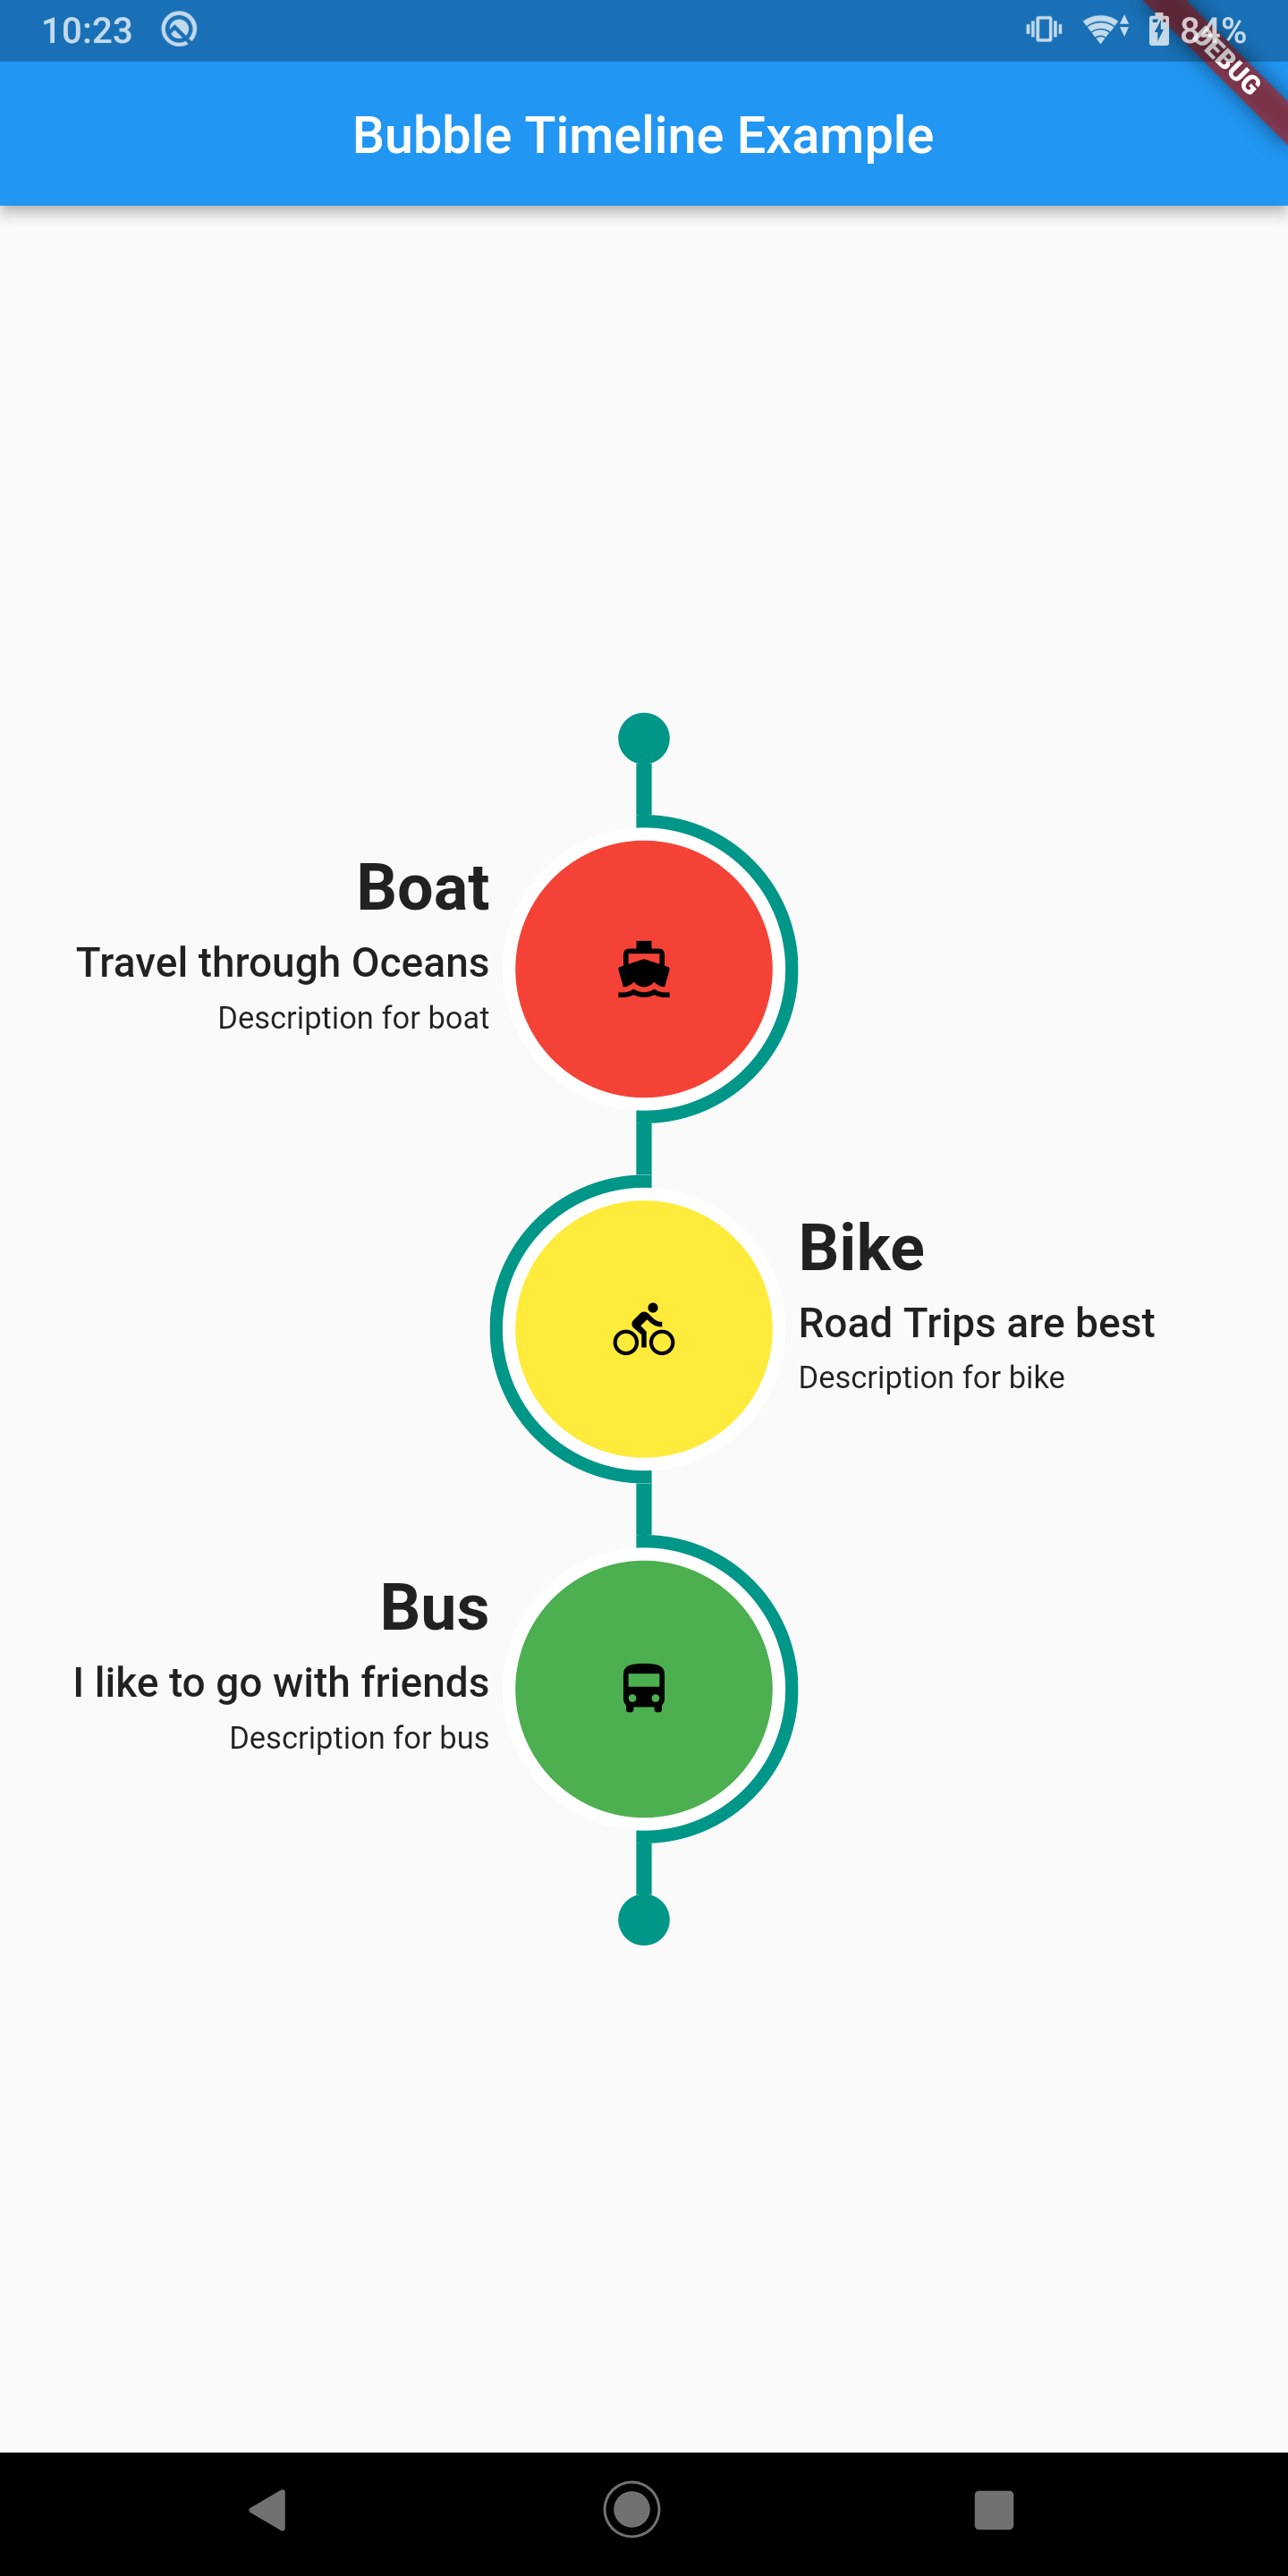 10:23
84%
DEBUG
Bubble Timeline Example
Boat
Travel through Oceans
Description for boat
Bike
Road Trips are best
Description for bike
Bus
I like to go with friends
Description for bus